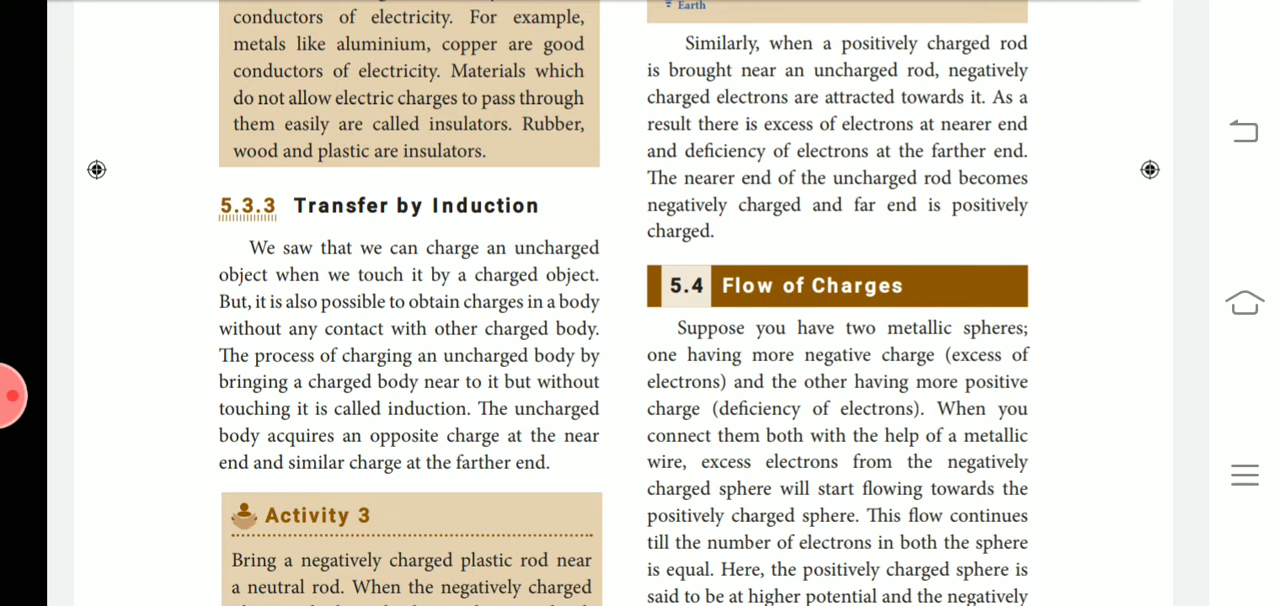 conductors of electricity. For example,
metals like aluminium, copper are good
conductors of electricity. Materials which
do not allow electric charges to pass through
them easily are called insulators. Rubber,
wood and plastic are insulators.
5.3.3 Transfer by Induction
We saw that we can charge an uncharged
object when we touch it by a charged object.
But, it is also possible to obtain charges in a body
without any contact with other charged body.
The process of charging an uncharged body by
bringing a charged body near to it but without
touching it is called induction. The uncharged
body acquires an opposite charge at the near
end and similar charge at the farther end.
Activity 3
Bring a negatively charged plastic rod near
a neutral rod. When the negatively charged
Earth
Similarly, when a positively charged rod
is brought near an uncharged rod, negatively
charged electrons are attracted towards it. As a
result there is excess of electrons at nearer end
and deficiency of electrons at the farther end.
The nearer end of the uncharged rod becomes
negatively charged and far end is positively
charged.
5.4 Flow of Charges
Suppose you have two metallic spheres;
one having more negative charge (excess of
electrons) and the other having more positive
charge (deficiency of electrons). When you
connect them both with the help of a metallic
wire, excess electrons from the negatively
charged sphere will start flowing towards the
positively charged sphere. This flow continues
till the number of electrons in both the sphere
is equal. Here, the positively charged sphere is
said to be at higher potential and the negatively